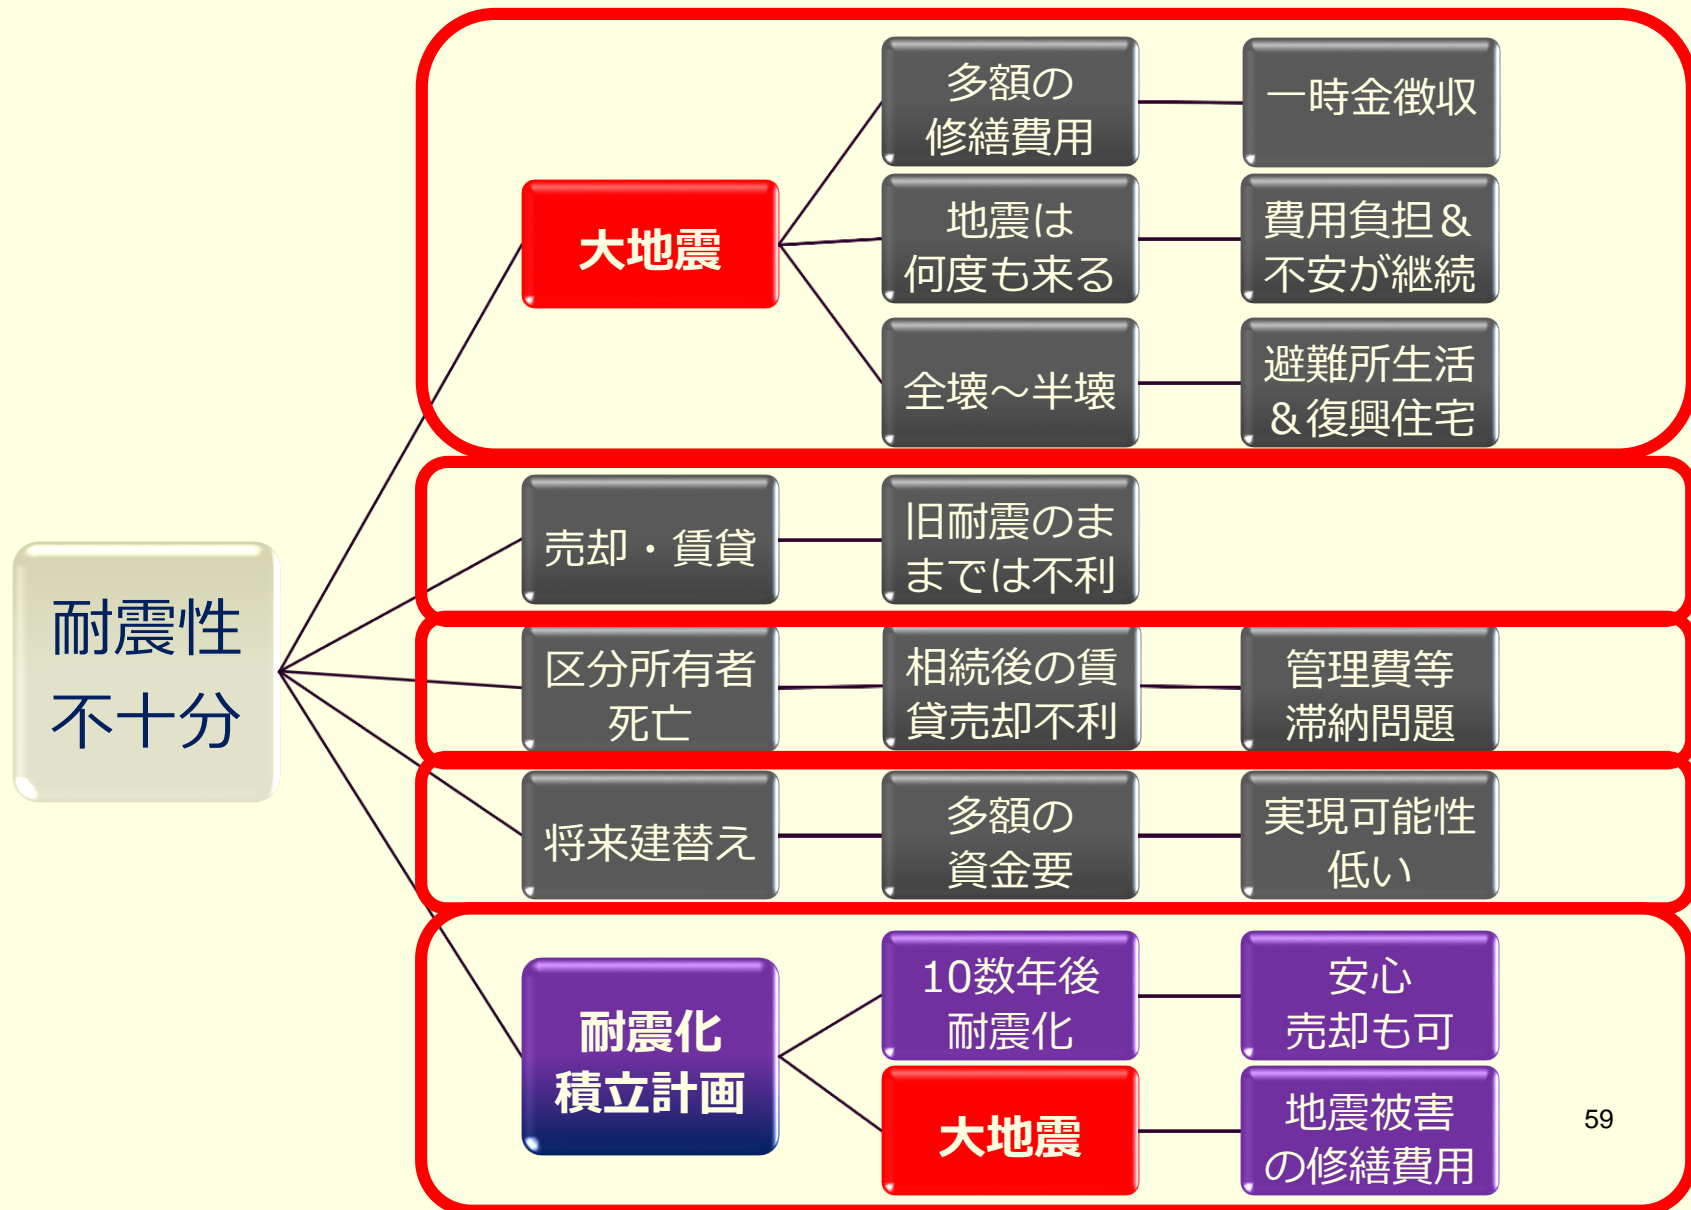 耐震性
不十分
大地震
多額の
修繕費用
一時金徴収
地震は
何度も来る
費用負担&
不安が継続
全壊~半壊
避難所生活
&復興住宅
売却・賃貸
旧耐震のま
までは不利
区分所有者
死亡
相続後の賃
貸売却不利
管理費等
滞納問題
将来建替え
多額の
資金要
実現可能性
低い
耐震化
積立計画
10数年後
耐震化
安心
売却も可
大地震
地震被害
の修繕費用
59